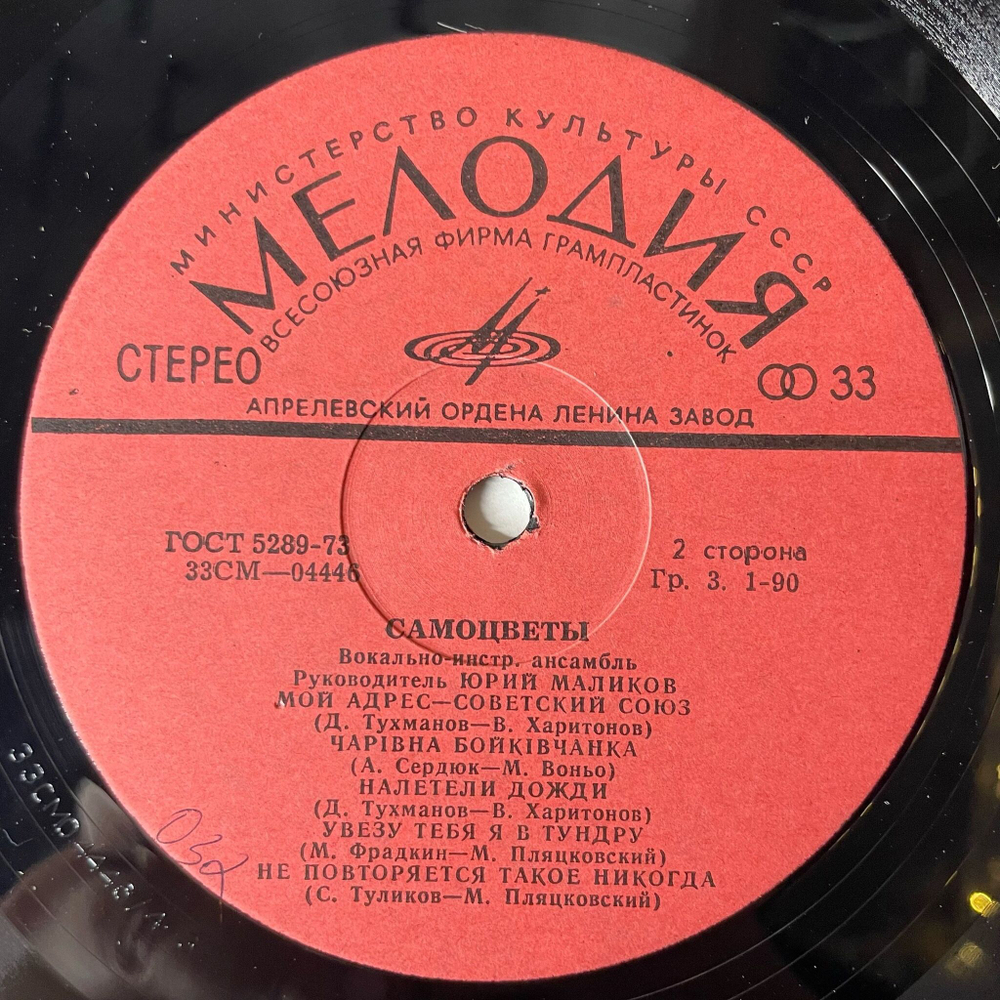 МИНИСТЕРСТВО КУЛЬТУРЫ СССР
МЕЛОДИЯ
ВСЕСОЮЗНАЯ ФИРМА ГРАМПЛАСТИНОК
СТЕРЕО
33
АПРЕЛЕВСКИЙ ОРДЕНА ЛЕНИНА ЗАВОД
ГОСТ 5289-73
33СМ—04446
2 сторона
Гр. 3. 1-90
САМОЦВЕТЫ
Вокально-инстр. ансамбль
Руководитель ЮРИЙ МАЛИКОВ
МОЙ АДРЕС—СОВЕТСКИЙ СОЮЗ
(Д. Тухманов—В. Харитонов)
ЧАРІВНА БОЙКІВЧАНКА
(А. Сердюк—М. Воньо)
НАЛЕТЕЛИ ДОЖДИ
(Д. Тухманов—В. Харитонов)
УВЕЗУ ТЕБЯ Я В ТУНДРУ
(М. Фрадкин—М. Пляцковский)
НЕ ПОВТОРЯЕТСЯ ТАКОЕ НИКОГДА
(С. Туликов—М. Пляцковский)